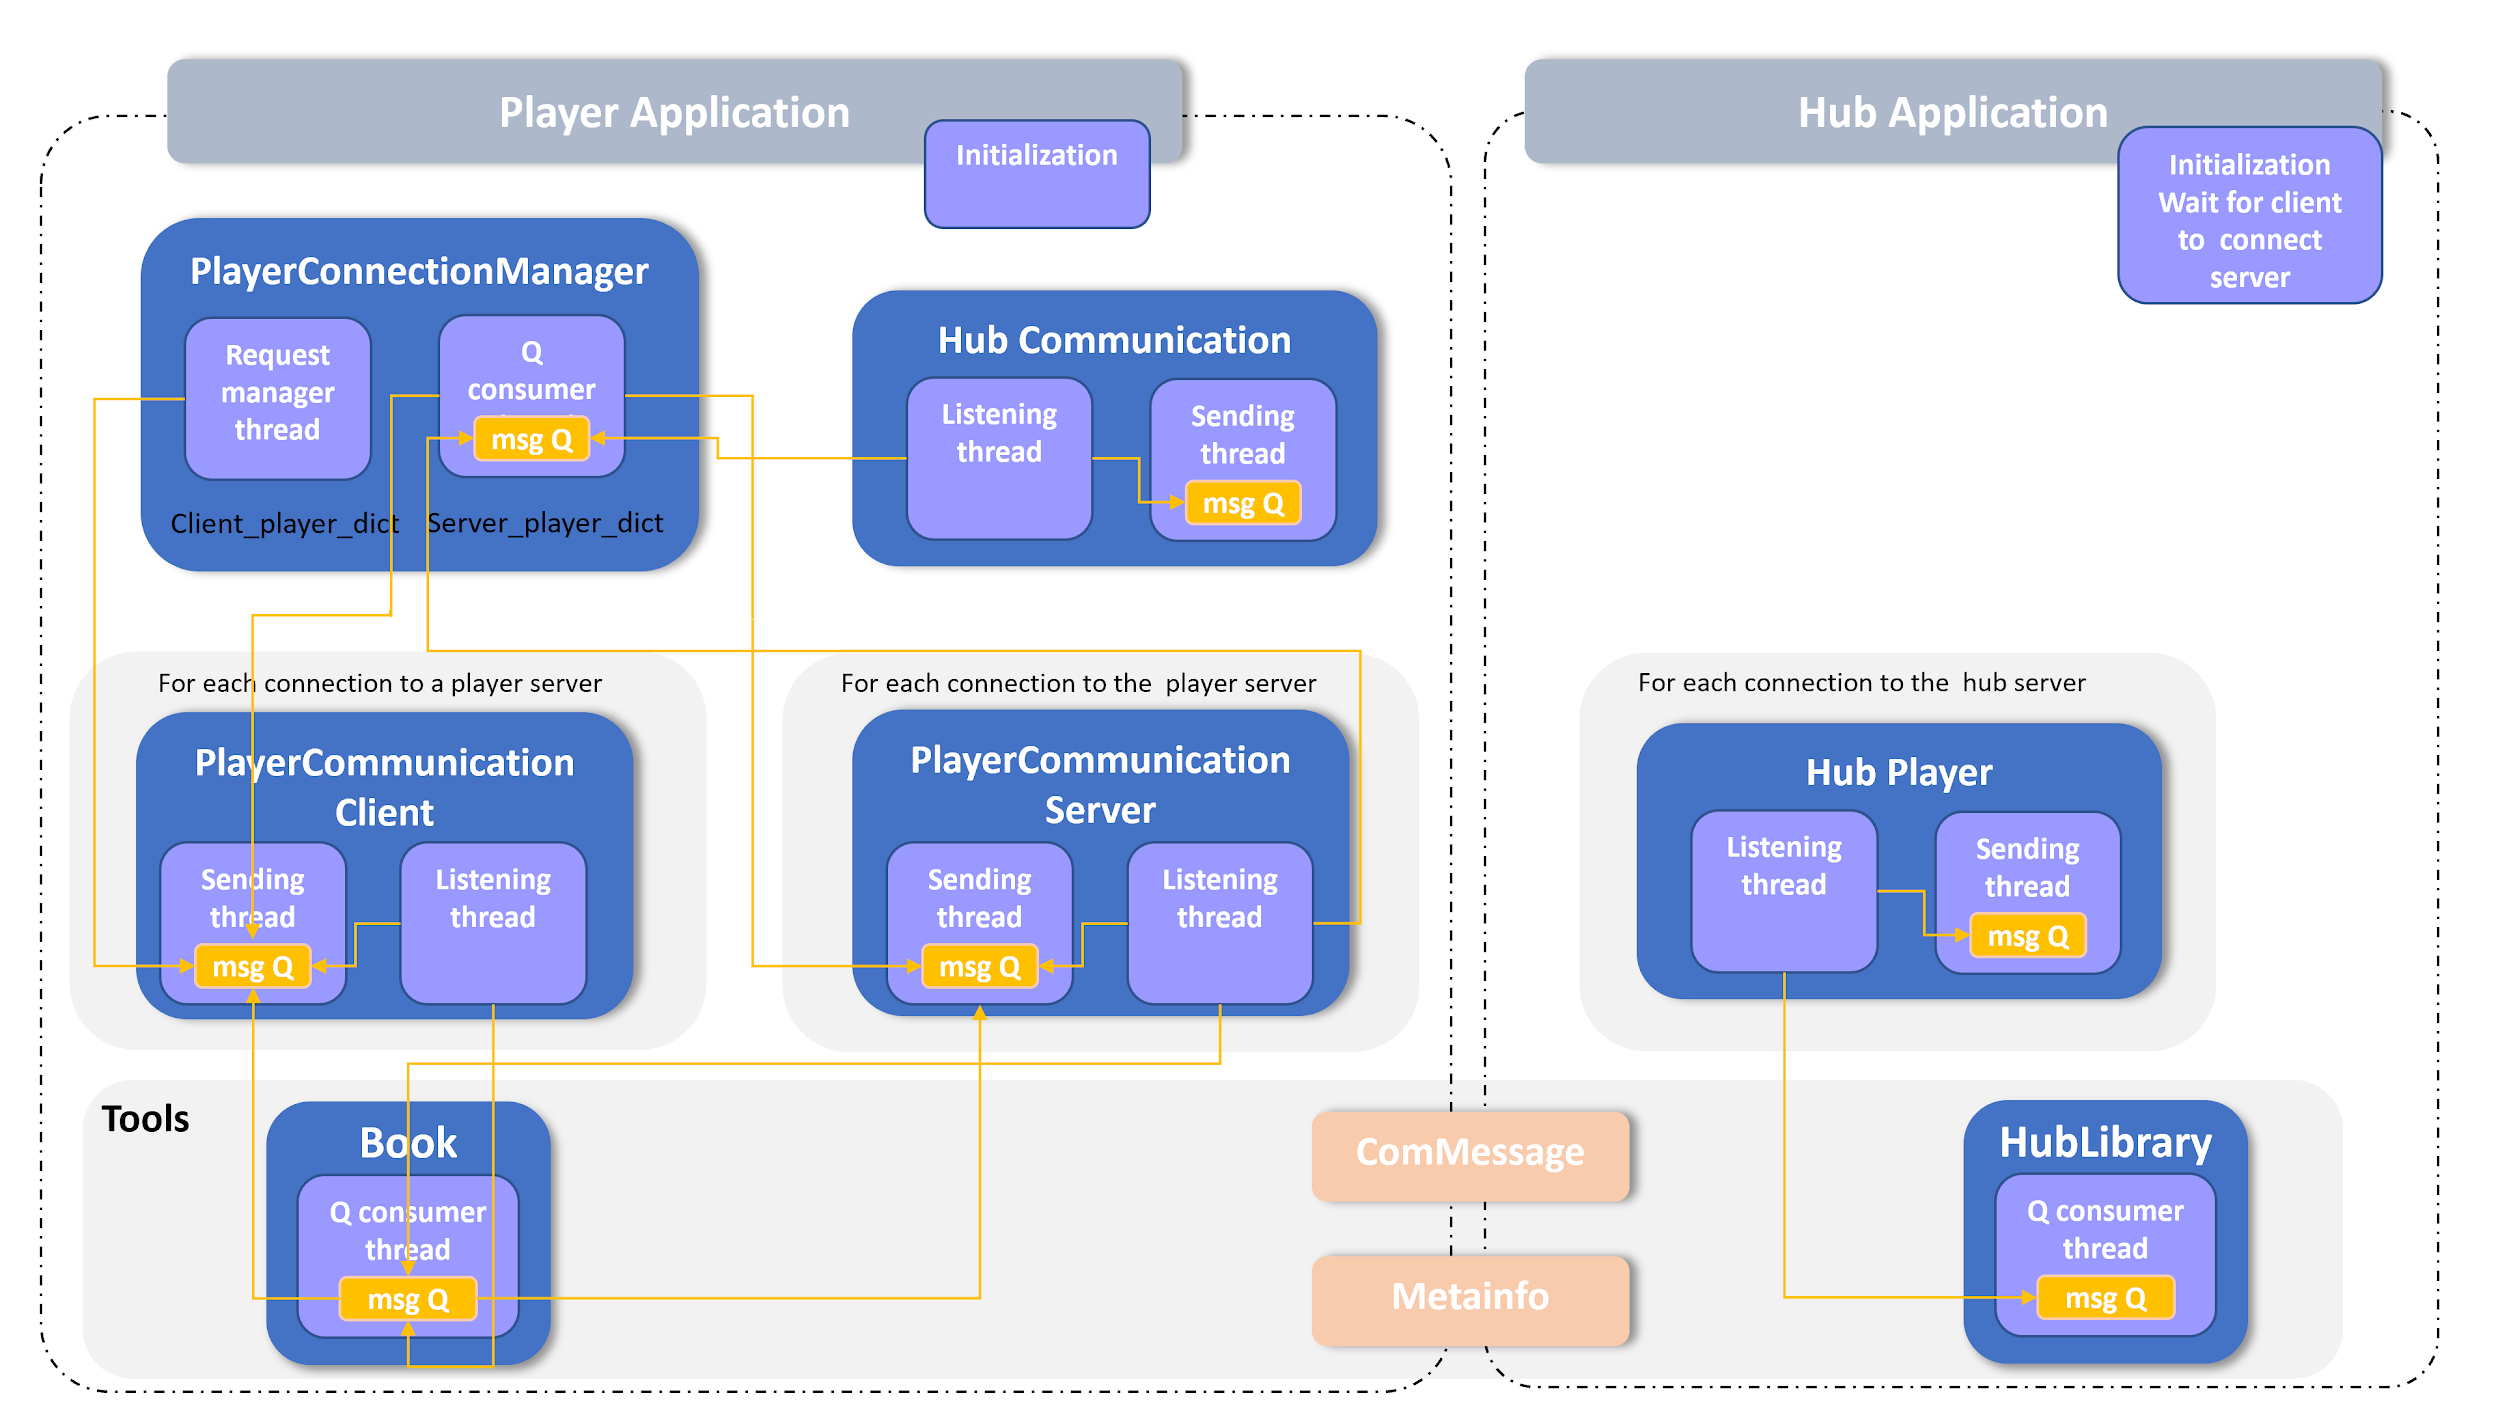 Player Application
Initialization
Hub Application
Initialization
Wait for client
to connect
server
PlayerConnectionManager
Request
manager
thread
Q
consumer
msg Q
Client_player_dict
Server_player_dict
Hub Communication
Listening
thread
Sending
thread
msg Q
For each connection to a player server
PlayerCommunication
Client
Sending
thread
msg Q
Listening
thread
For each connection to the player server
PlayerCommunication
Server
Sending
thread
msg Q
Listening
thread
For each connection to the hub server
Hub Player
Listening
thread
Sending
thread
msg Q
Tools
Book
Q consumer
thread
msg Q
ComMessage
Metainfo
HubLibrary
Q consumer
thread
msg Q